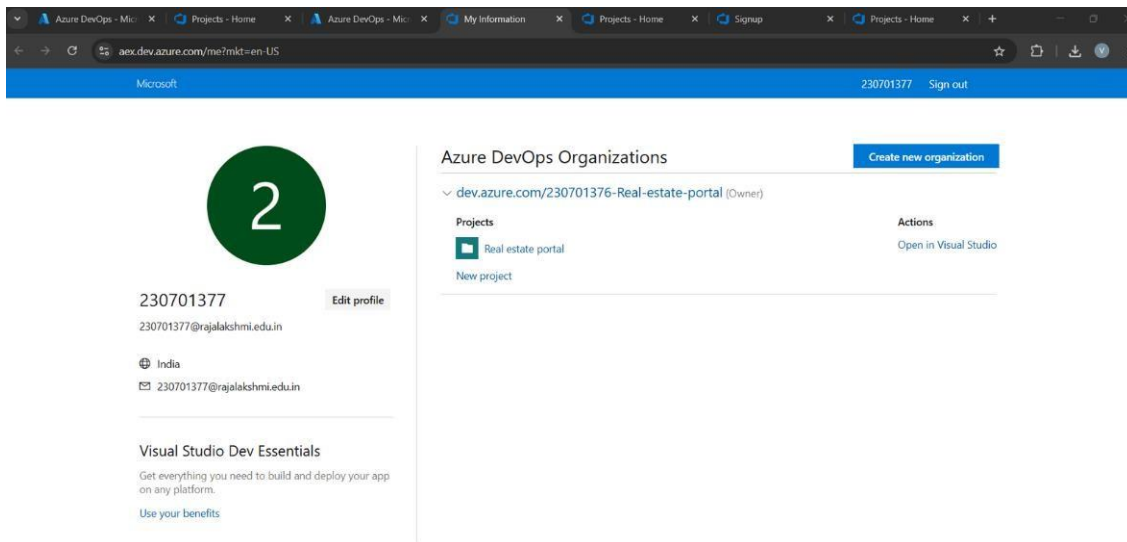 Azure DevOps - Mic
Projects - Home
Azure DevOps - Mic
My Information
Projects - Home
Signup
Projects - Home
aex.dev.azure.com/me?mkt=en-US
V
Microsoft
230701377
Sign out
2
230701377
Edit profile
230701377@rajalakshmi.edu.in
India
230701377@rajalakshmi.edu.in
Visual Studio Dev Essentials
Get everything you need to build and deploy your app
on any platform.
Use your benefits
Azure DevOps Organizations
Create new organization
dev.azure.com/230701376-Real-estate-portal (Owner)
Projects
Actions
Real estate portal
Open in Visual Studio
New project